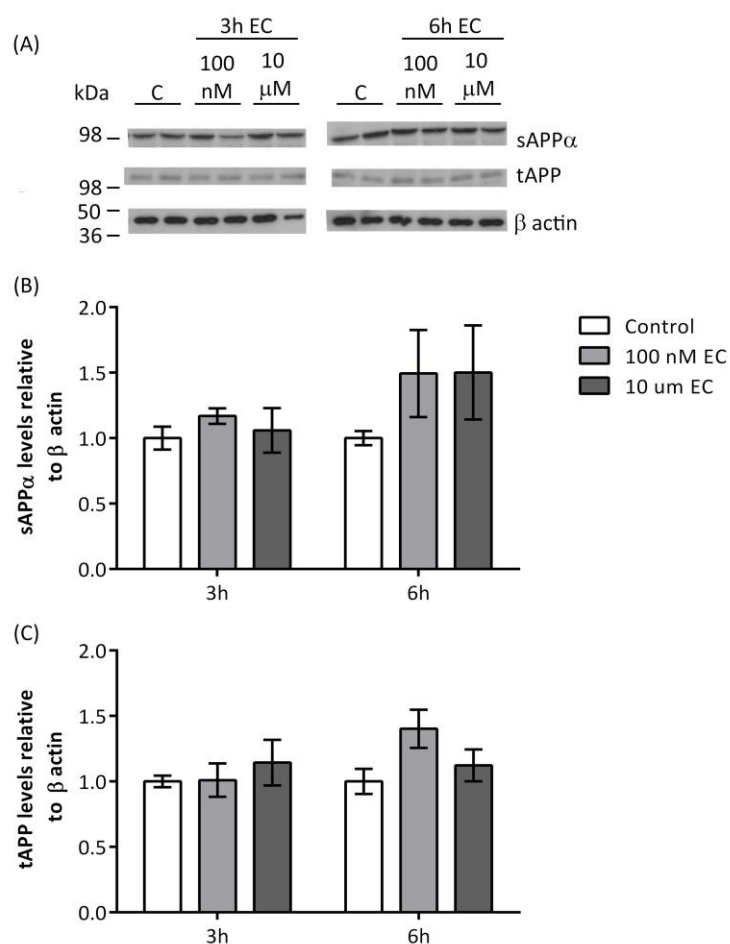 (A)
3h EC
6h EC
100 nM
10 μM
100 nM
10 μM
kDa
C
C
98
sAPPα
98
tAPP
50
36
β actin
(B)
2.0
1.5
1.0
0.5
0.0
sAPPα levels relative
to β actin
3h
6h
Control
100 nM EC
10 um EC
(C)
2.0
1.5
1.0
0.5
0.0
tAPP levels relative
to β actin
3h
6h